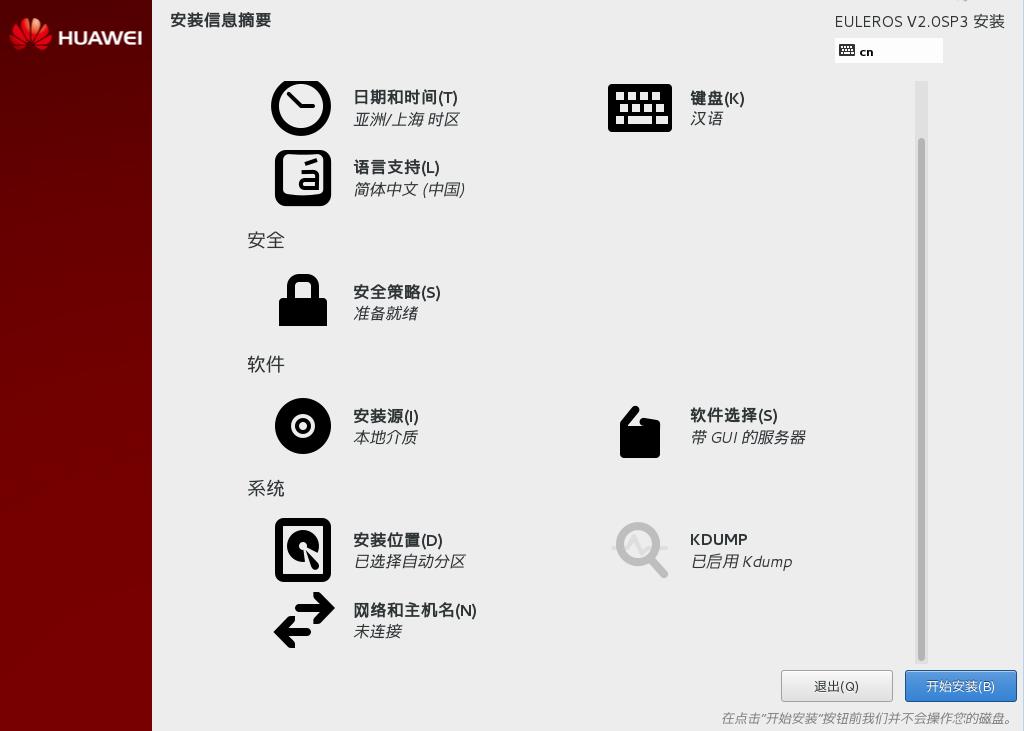 HUAWEI
安装信息摘要
EULEROS V2.0SP3 安装
cn
日期和时间(T)
亚洲/上海 时区
键盘(K)
汉语
语言支持(L)
简体中文 (中国)
安全
安全策略(S)
准备就绪
软件
安装源(I)
本地介质
软件选择(S)
带 GUI 的服务器
系统
安装位置(D)
已选择自动分区
KDUMP
已启用 Kdump
网络和主机名(N)
未连接
退出(Q)
开始安装(B)
在点击"开始安装"按钮前我们并不会操作您的磁盘。